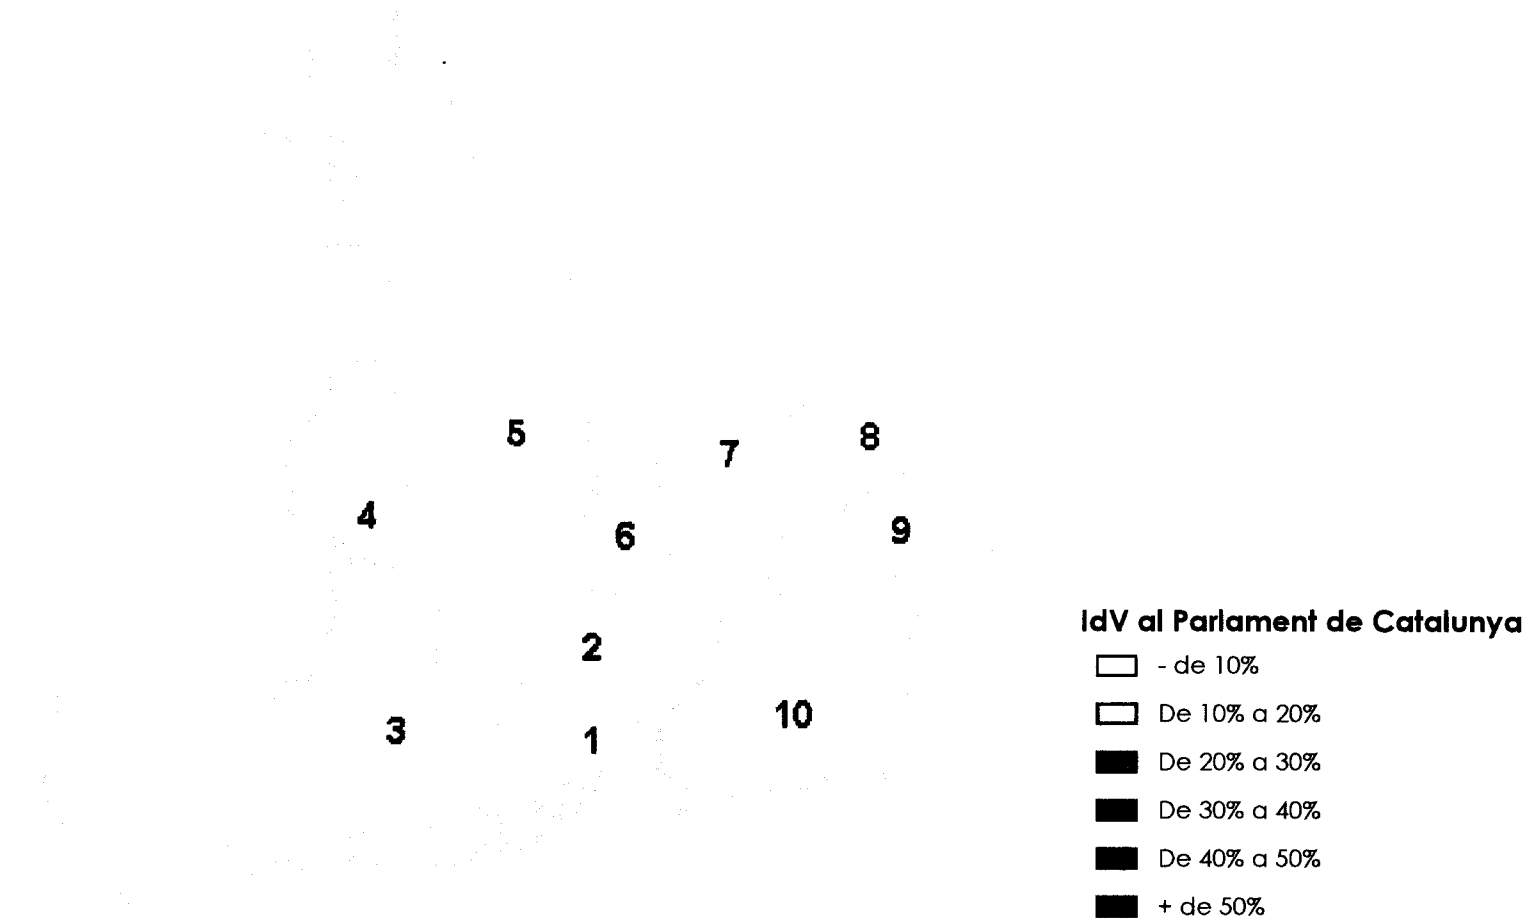 5
7
8
4
6
9
2
3
1
10
IdV al Parlament de Catalunya
- de 10%
De 10% a 20%
De 20% a 30%
De 30% a 40%
De 40% a 50%
+ de 50%